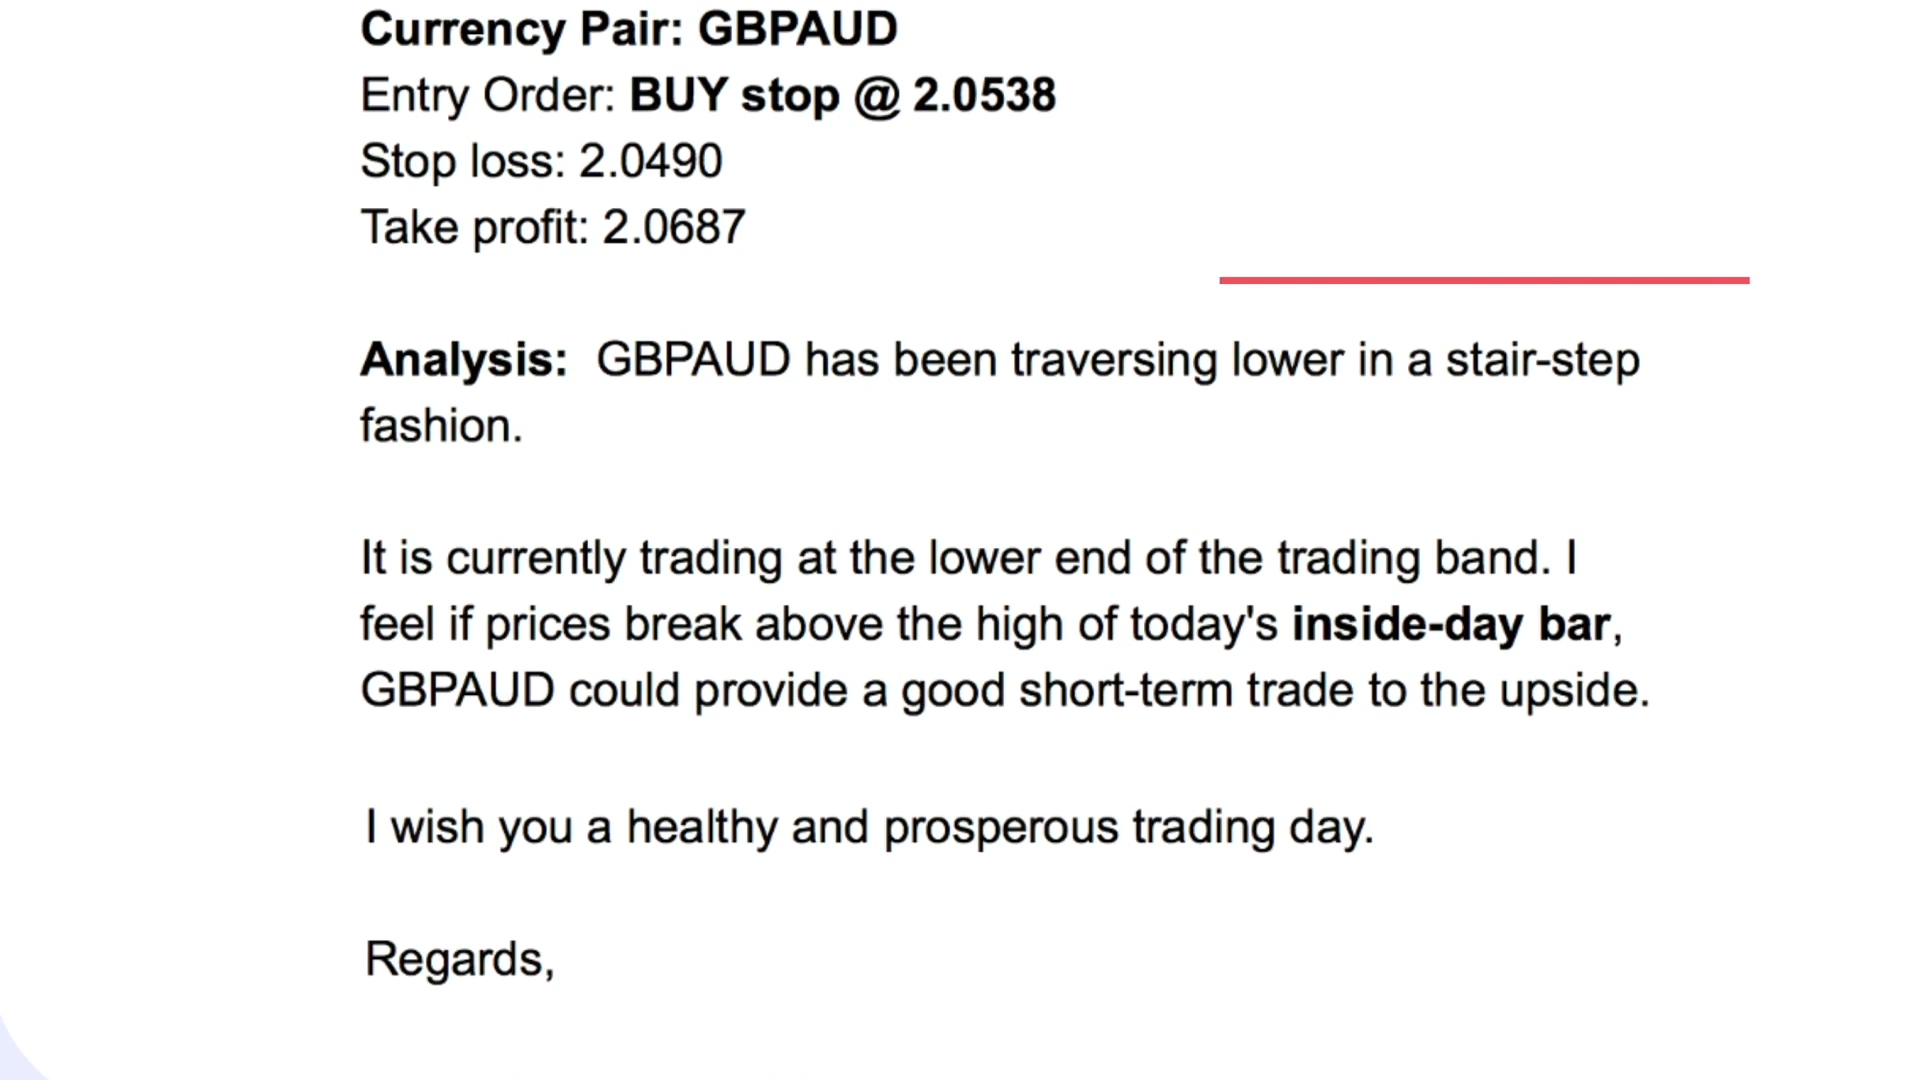 Currency Pair: GBPAUD
Entry Order: BUY stop @ 2.0538
Stop loss: 2.0490
Take profit: 2.0687
Analysis:  GBPAUD has been traversing lower in a stair-step
fashion.
It is currently trading at the lower end of the trading band. I
feel if prices break above the high of today's inside-day bar,
GBPAUD could provide a good short-term trade to the upside.
I wish you a healthy and prosperous trading day.
Regards,